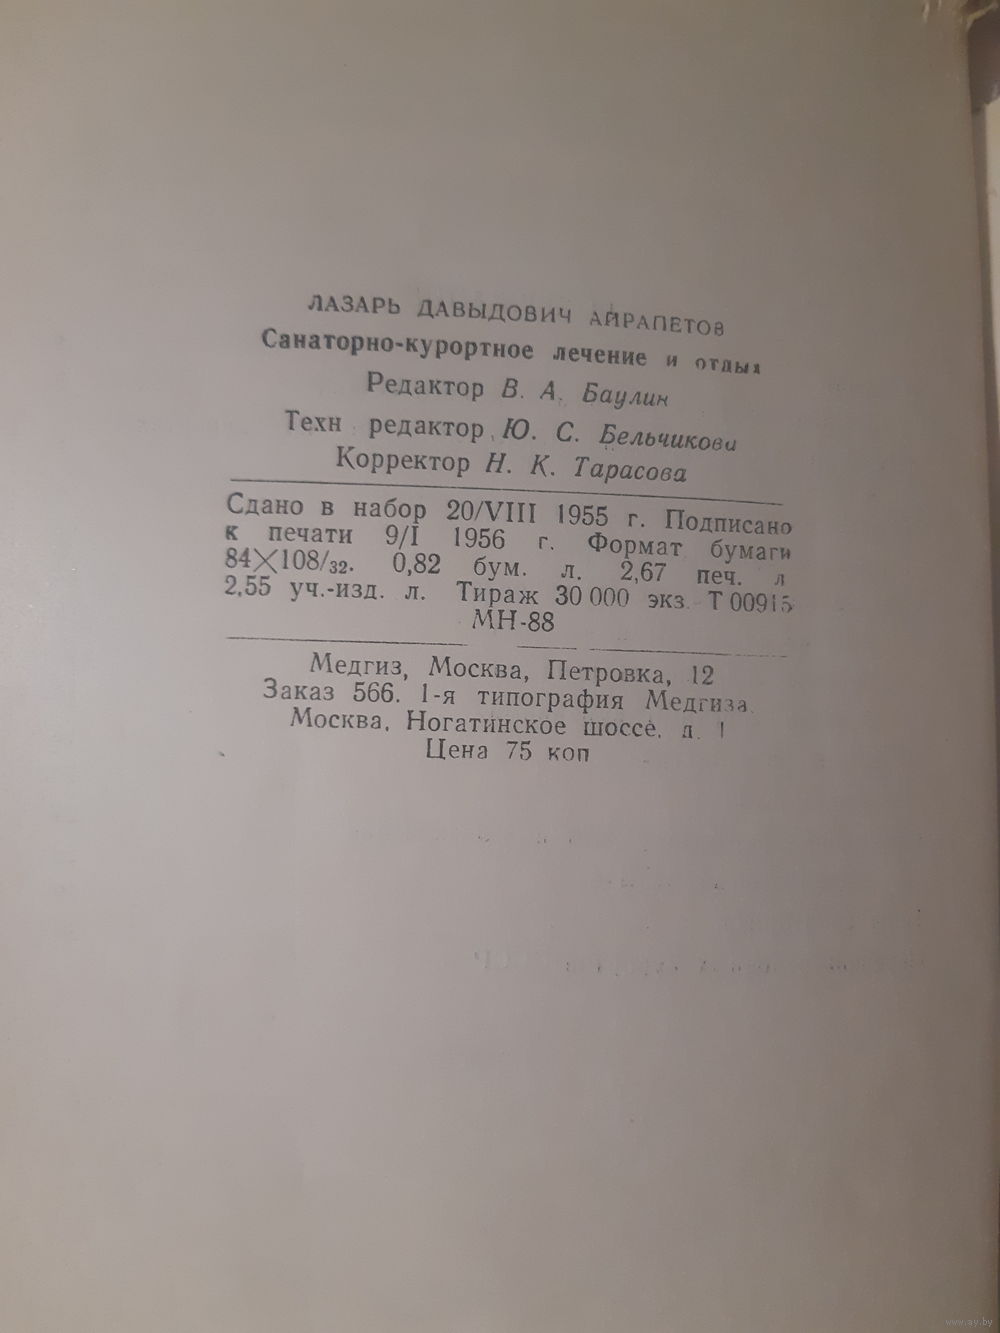 ЛАЗАРЬ ДАВЫДОВИЧ АЙРАПЕТОВ
Санаторно-курортное лечение и отдых
Редактор В. А. Баулин
Техн редактор Ю. С. Бельчикова
Корректор Н. К. Тарасова
Сдано в набор 20/VIII 1955 г. Подписано
к печати 9/I 1956 г. Формат бумаги
84×108/32. 0,82 бум. л. 2,67 печ. л
2,55 уч.-изд. л. Тираж 30 000 экз. Т 00915
МН-88
Медгиз, Москва, Петровка, 12
Заказ 566. 1-я типография Медгиза.
Москва, Ногатинское шоссе, д. 1
Цена 75 коп
www.ay.by